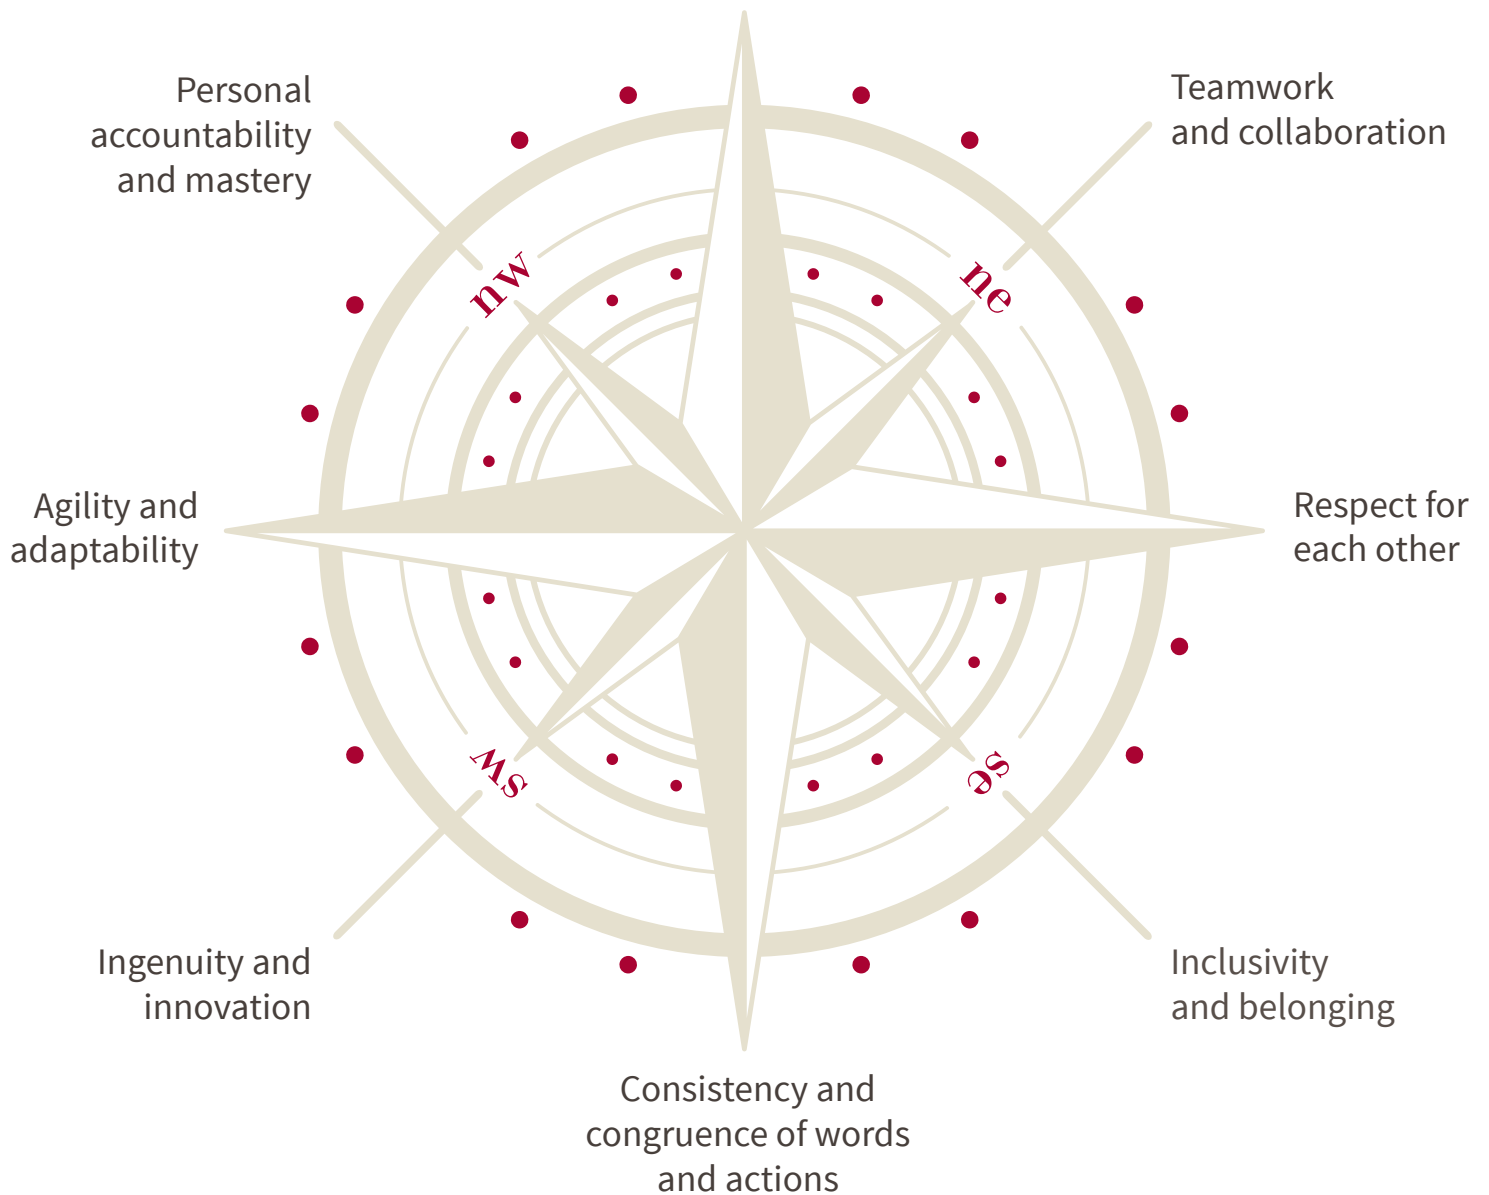 Personal
accountability
and mastery
Teamwork
and collaboration
nw
ne
Agility and
adaptability
Respect for
each other
sw
se
Ingenuity and
innovation
Inclusivity
and belonging
Consistency and
congruence of words
and actions